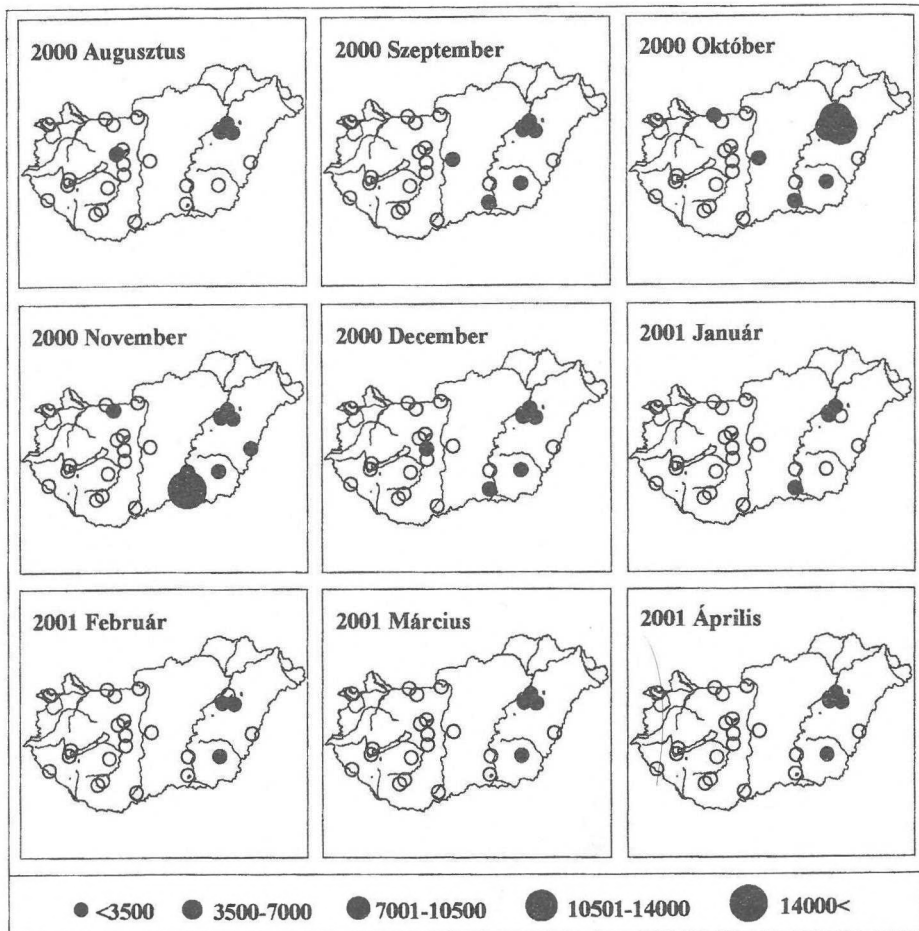 2000 Augusztus
2000 Szeptember
2000 Október
2000 November
2000 December
2001 Január
2001 Február
2001 Március
2001 Április
<3500 3500-7000 7001-10500 10501-14000 14000<